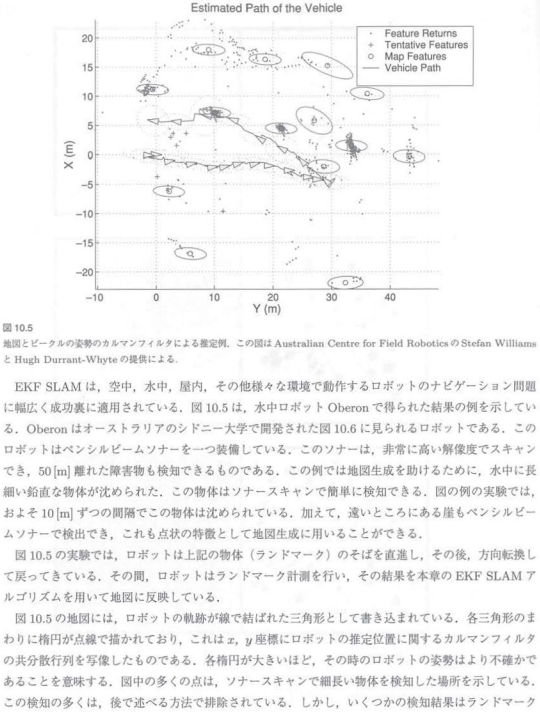 Estimated Path of the Vehicle
Feature Returns
Tentative Features
Map Features
Vehicle Path
20
15
10
5
0
−5
−10
−15
−20
X (m)
−10 0 10 20 30 40
Y (m)
図 10.5
地図とビークルの姿勢のカルマンフィルタによる推定例．この図は Australian Centre for Field Robotics の Stefan Williams
と Hugh Durrant-Whyte の提供による．
EKF SLAM は，空中，水中，屋内，その他様々な環境で動作するロボットのナビゲーション問題
に幅広く成功裏に適用されている．図 10.5 は，水中ロボット Oberon で得られた結果の例を示してい
る．Oberon はオーストラリアのシドニー大学で開発された図 10.6 に見られるロボットである．この
ロボットはペンシルビームソナーを一つ装備している．このソナーは，非常に高い解像度でスキャン
でき，50 [m] 離れた障害物も検知できるものである．この例では地図生成を助けるために，水中に長
細い鉛直な物体が沈められた．この物体はソナースキャンで簡単に検知できる．図の例の実験では，
およそ 10 [m] ずつの間隔でこの物体は沈められている．加えて，遠いところにある崖もペンシルビー
ムソナーで検出でき，これも点状の特徴として地図生成に用いることができる．
図 10.5 の実験では，ロボットは上記の物体（ランドマーク）のそばを直進し，その後，方向転換し
て戻ってきている．その間，ロボットはランドマーク計測を行い，その結果を本章の EKF SLAM ア
ルゴリズムを用いて地図に反映している．
図 10.5 の地図には，ロボットの軌跡が線で結ばれた三角形として書き込まれている．各三角形のま
わりに楕円が点線で描かれており，これは x，y 座標にロボットの推定位置に関するカルマンフィルタ
の共分散行列を写像したものである．各楕円が大きいほど，その時のロボットの姿勢はより不確かで
あることを意味する．図中の多くの点は，ソナースキャンで細長い物体を検知した場所を示している．
この検知の多くは，後で述べる方法で排除されている．しかし，いくつかの検知結果はランドマーク